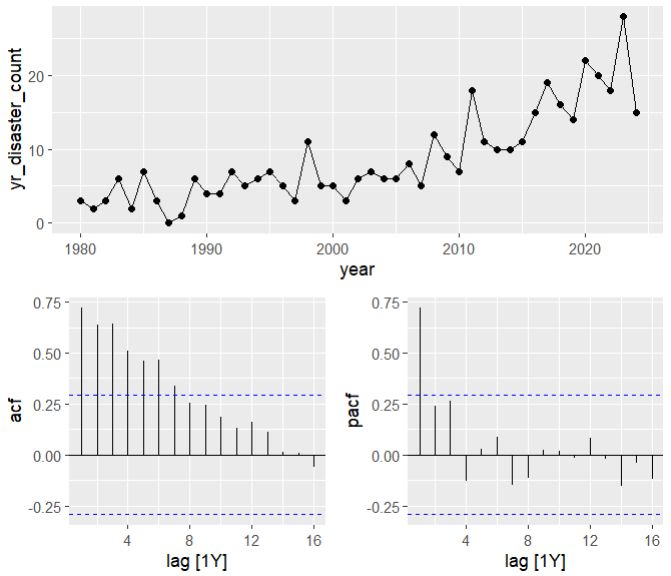 yr_disaster_count
20
10
0
1980 1990 2000 2010 2020
year
acf
0.75
0.50
0.25
0.00
-0.25
4 8 12 16
lag [1Y]
pacf
0.75
0.50
0.25
0.00
-0.25
4 8 12 16
lag [1Y]